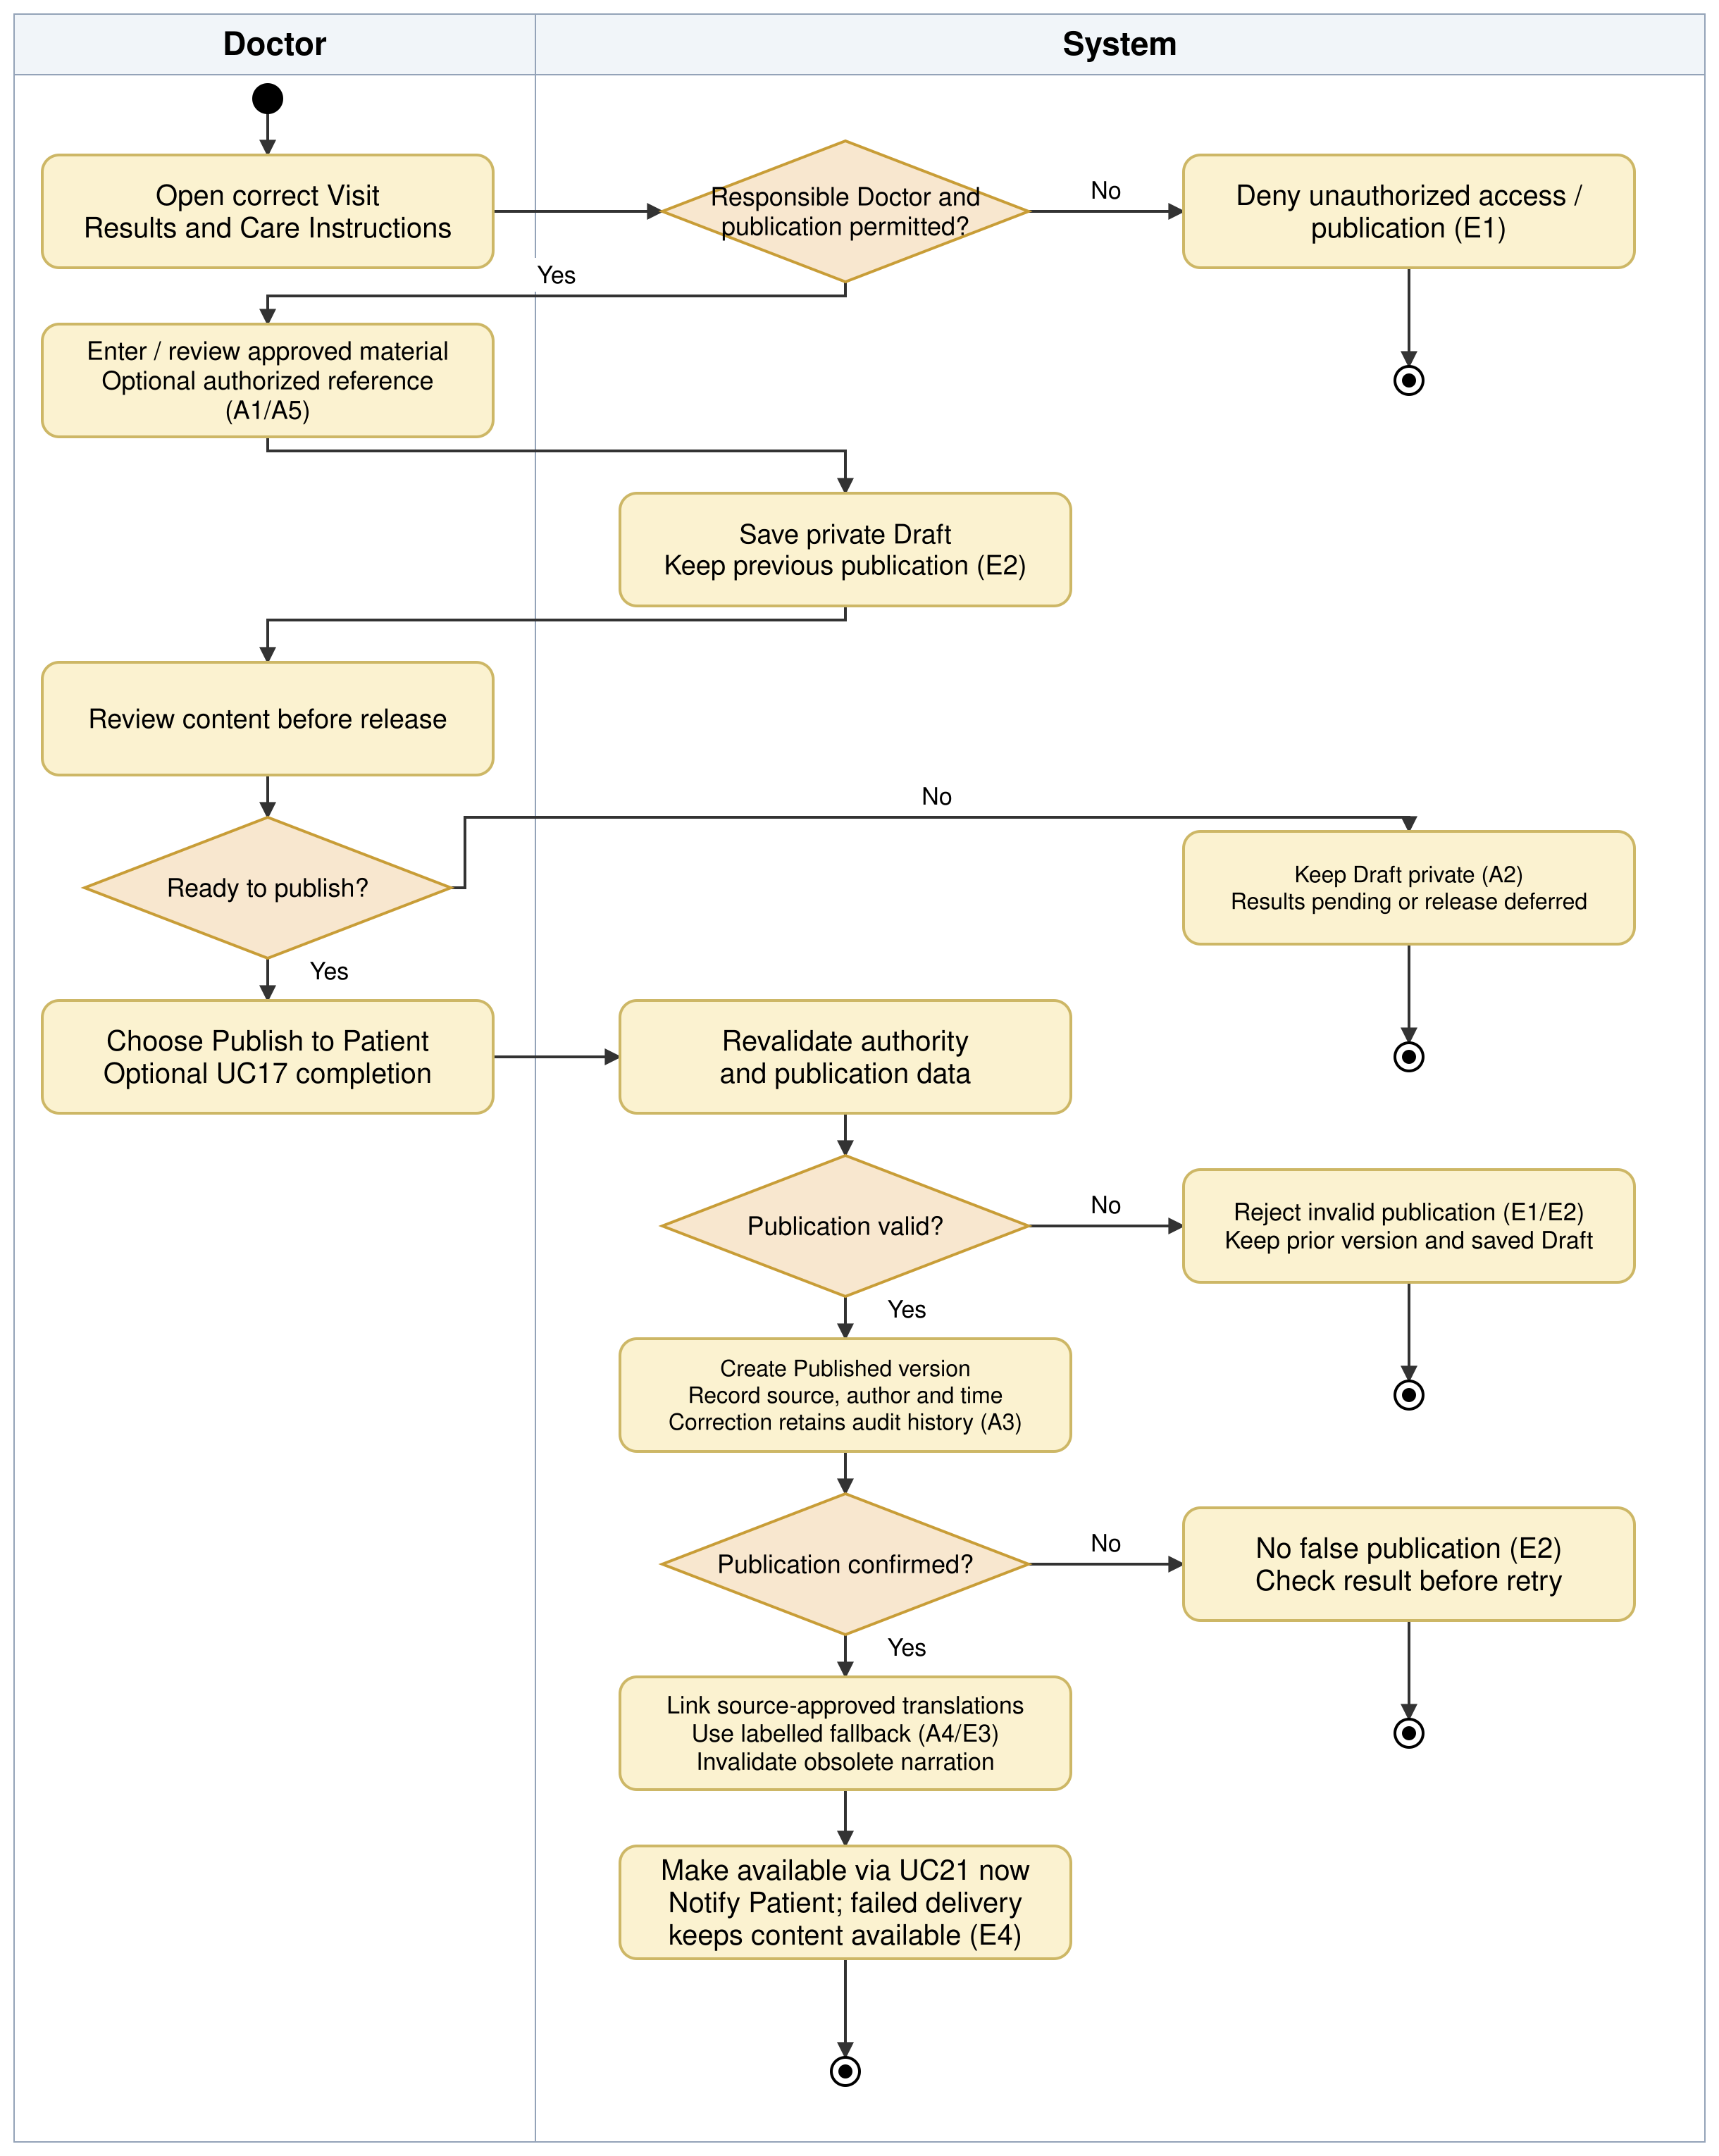 Doctor
System
Open correct Visit
Results and Care Instructions
Responsible Doctor and
publication permitted?
No
Deny unauthorized access /
publication (E1)
Yes
Enter / review approved material
Optional authorized reference
(A1/A5)
Save private Draft
Keep previous publication (E2)
Review content before release
No
Ready to publish?
Keep Draft private (A2)
Results pending or release deferred
Yes
Choose Publish to Patient
Optional UC17 completion
Revalidate authority
and publication data
Publication valid?
No
Reject invalid publication (E1/E2)
Keep prior version and saved Draft
Yes
Create Published version
Record source, author and time
Correction retains audit history (A3)
Publication confirmed?
No
No false publication (E2)
Check result before retry
Yes
Link source-approved translations
Use labelled fallback (A4/E3)
Invalidate obsolete narration
Make available via UC21 now
Notify Patient; failed delivery
keeps content available (E4)